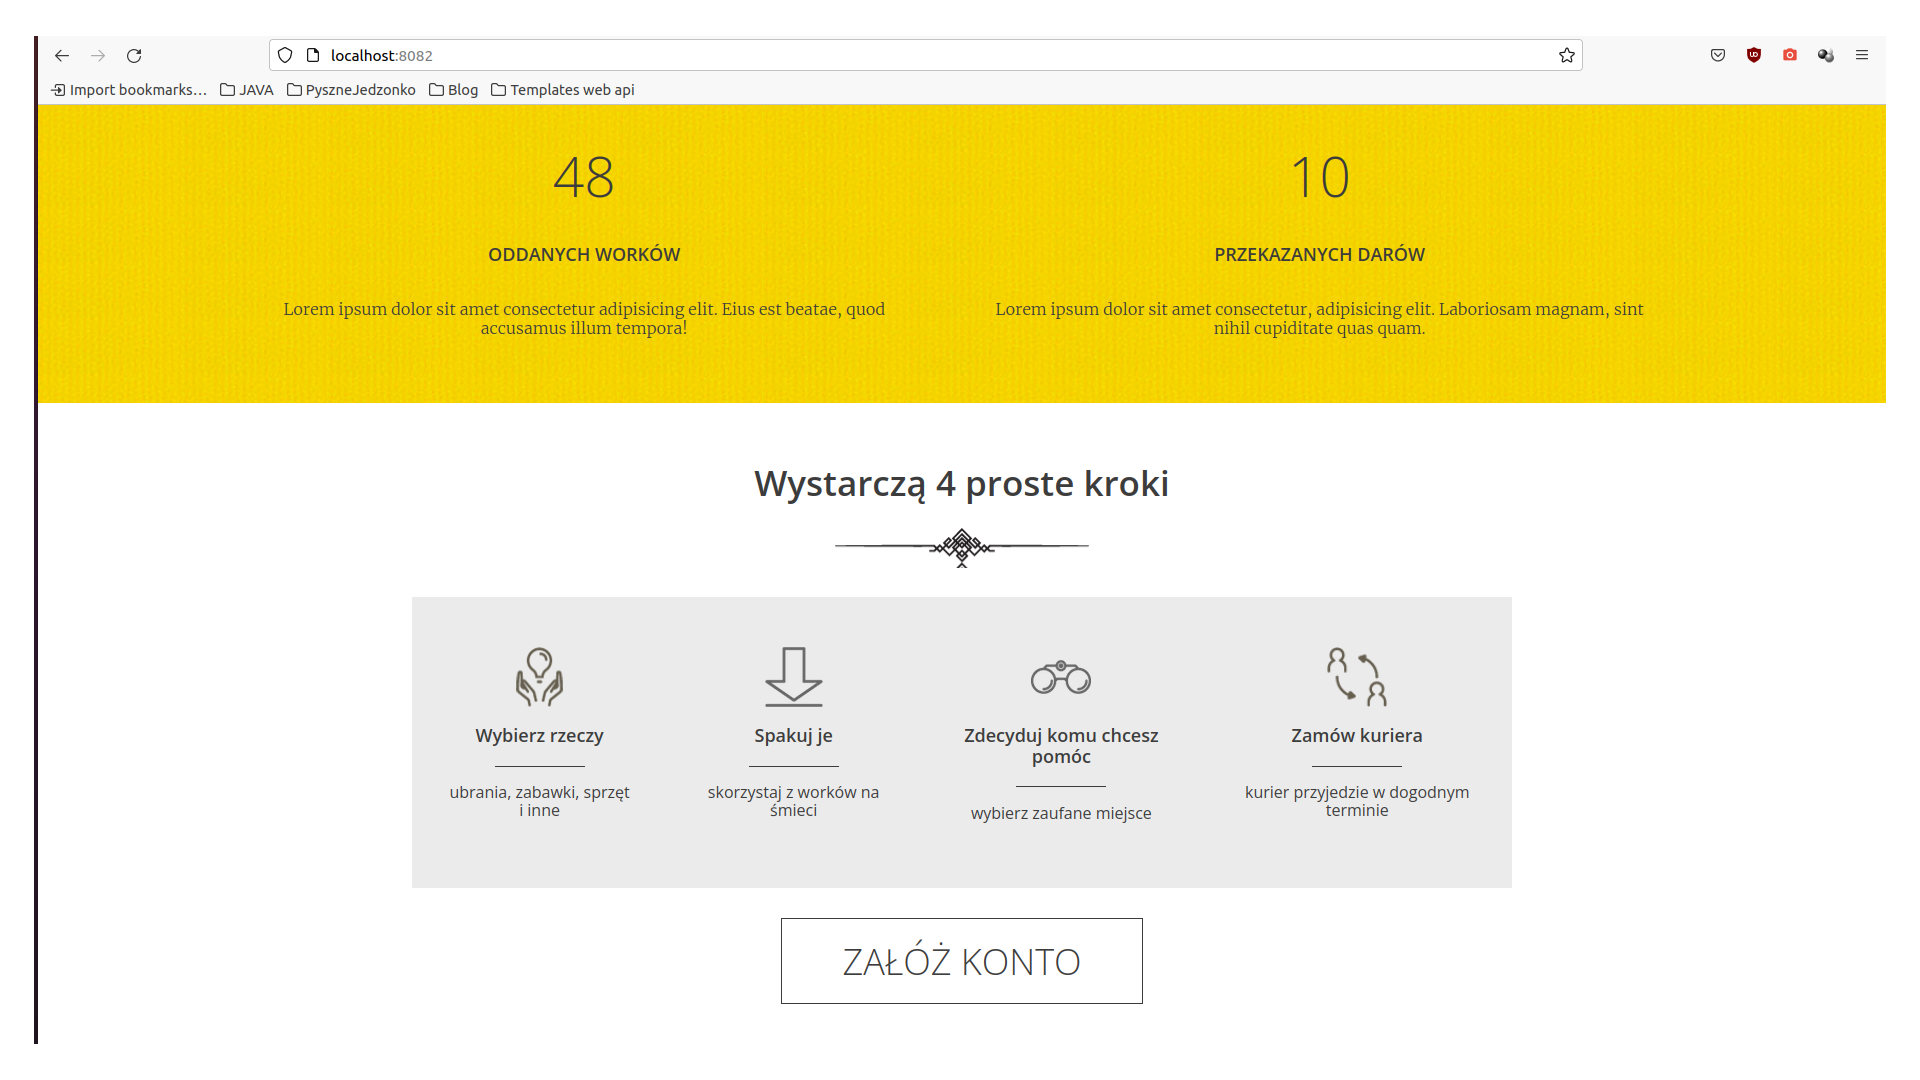 localhost:8082
Import bookmarks... JAVA PyszneJedzonko Blog Templates web api
48
ODDANYCH WORKÓW
Lorem ipsum dolor sit amet consectetur adipisicing elit. Eius est beatae, quod
accusamus illum tempora!
10
PRZEKAZANYCH DARÓW
Lorem ipsum dolor sit amet consectetur, adipisicing elit. Laboriosam magnam, sint
nihil cupiditate quas quam.
Wystarczą 4 proste kroki
Wybierz rzeczy
ubrania, zabawki, sprzęt
i inne
Spakuj je
skorzystaj z worków na
śmieci
Zdecyduj komu chcesz
pomóc
wybierz zaufane miejsce
Zamów kuriera
kurier przyjedzie w dogodnym
terminie
ZAŁÓŻ KONTO